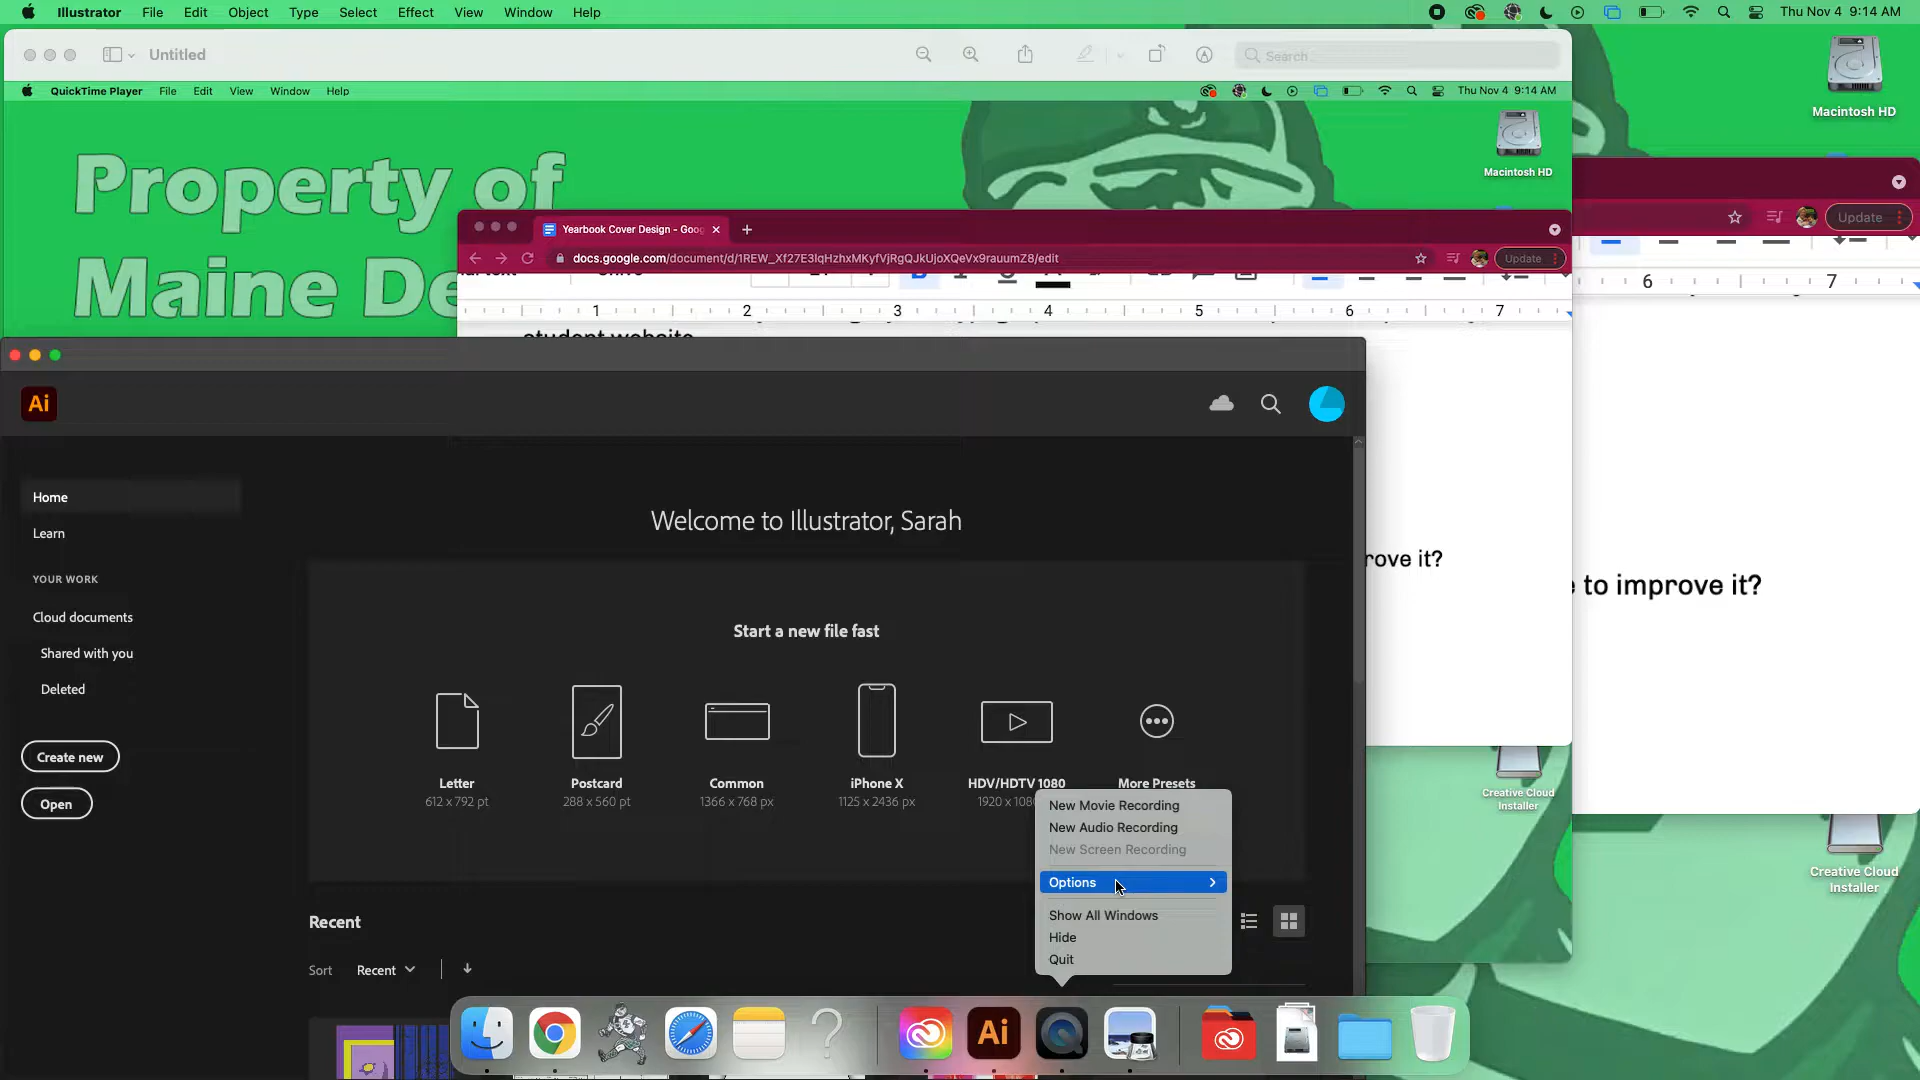 Illustrator File Edit Object Type Select Effect View Window Help
Thu Nov 4 9:14 AM
Untitled
Search
Macintosh HD
QuickTime Player File Edit View Window Help
Thu Nov 4 9:14 AM
Property of
Maine De
Macintosh HD
Yearbook Cover Design - Goog
Update
docs.google.com/document/d/1REW_Xf27E3IqHzhxMKyfVjRgQJkUjoXQeVx9rauumZ8/edit
Update
1 2 3 4 5 6 7
6 7
student website
Ai
Home
Learn
YOUR WORK
Cloud documents
Shared with you
Deleted
Create new
Open
Welcome to Illustrator, Sarah
Start a new file fast
Letter
612 x 792 pt
Postcard
288 x 560 pt
Common
1366 x 768 px
iPhone X
1125 x 2436 px
HDV/HDTV 1080
1920 x
More Presets
rove it?
to improve it?
New Movie Recording
New Audio Recording
New Screen Recording
Options
Show All Windows
Hide
Quit
Creative Cloud
Installer
Creative Cloud
Installer
Recent
Sort Recent
Ai